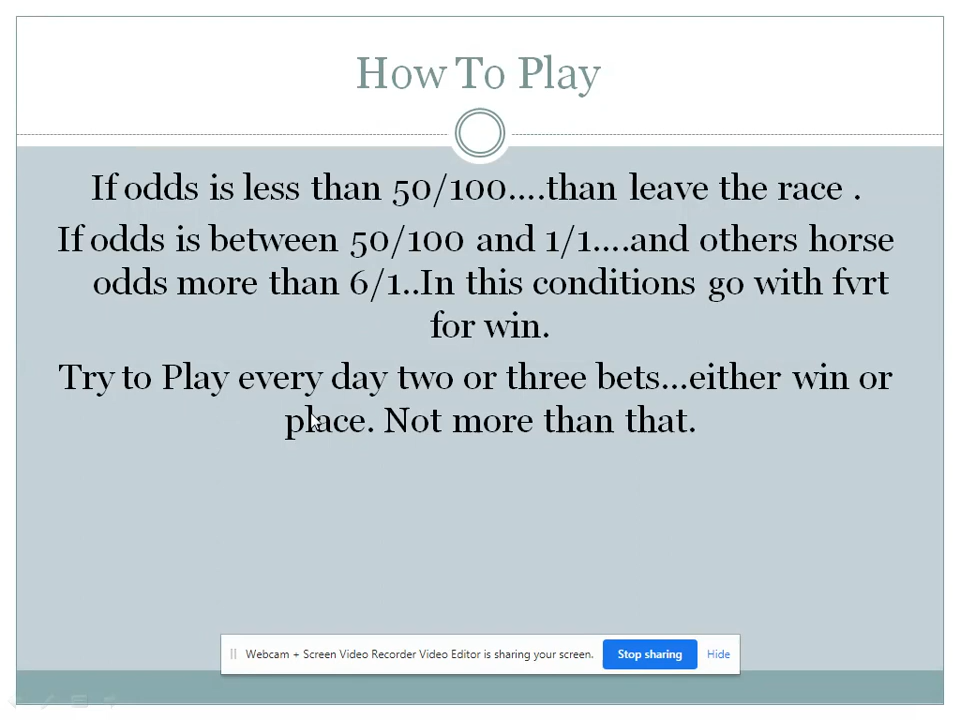 How To Play
If odds is less than 50/100....than leave the race .
If odds is between 50/100 and 1/1....and others horse
odds more than 6/1..In this conditions go with fvrt
for win.
Try to Play every day two or three bets...either win or
place. Not more than that.
Webcam + Screen Video Recorder Video Editor is sharing your screen. Stop sharing Hide